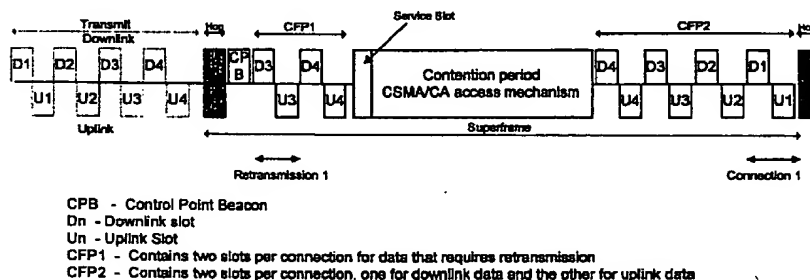 Service Slot
Transmit Hop CFP1 CFP2
Downlink
D1 D2 D3 D4 CP B D3 D4 Contention period D4 D3 D2 D1
U1 U2 U3 U4 U3 U4 CSMA/CA access mechanism U4 U3 U2 U1
Uplink Superframe
Retransmission 1 Connection 1
CPB - Control Point Beacon
Dn - Downlink slot
Un - Uplink Slot
CFP1 - Contains two slots per connection for data that requires retransmission
CFP2 - Contains two slots per connection, one for downlink data and the other for uplink data